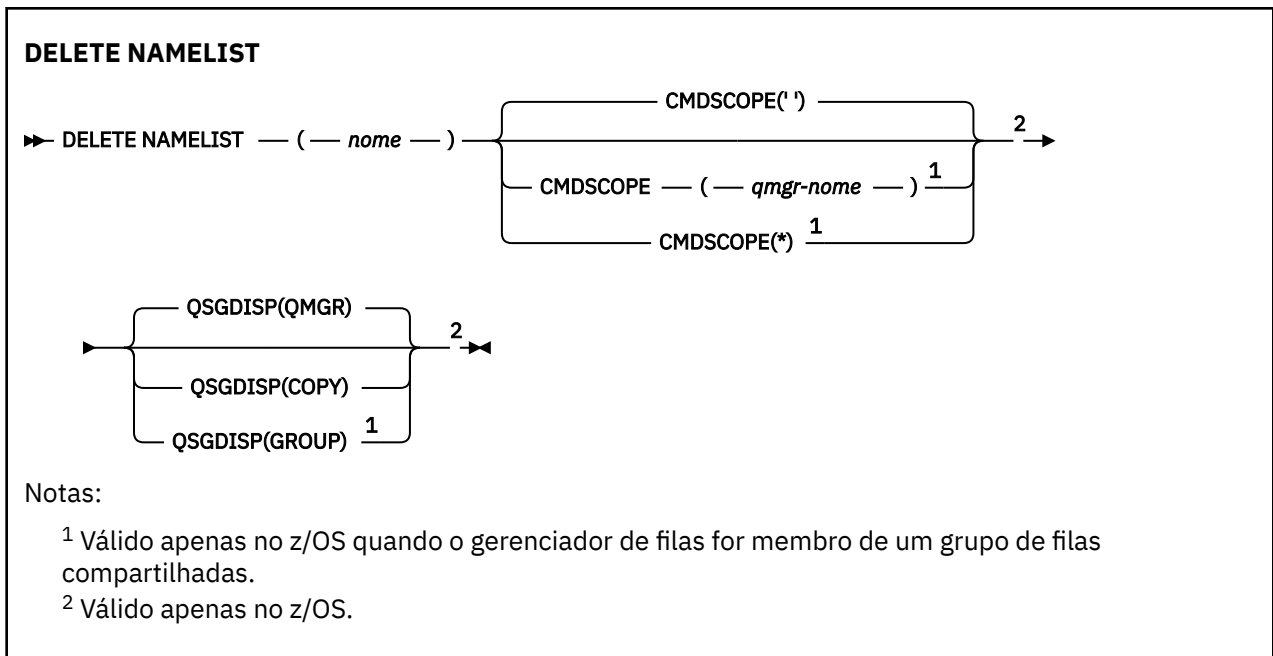 DELETE NAMELIST
CMDSCOPE(' ')
DELETE NAMELIST ( nome ) 2
CMDSCOPE ( qmgr-nome ) 1
CMDSCOPE(*) 1
QSGDISP(QMGR)
2
QSGDISP(COPY)
QSGDISP(GROUP) 1
Notas:
1 Válido apenas no z/OS quando o gerenciador de filas for membro de um grupo de filas
compartilhadas.
2 Válido apenas no z/OS.